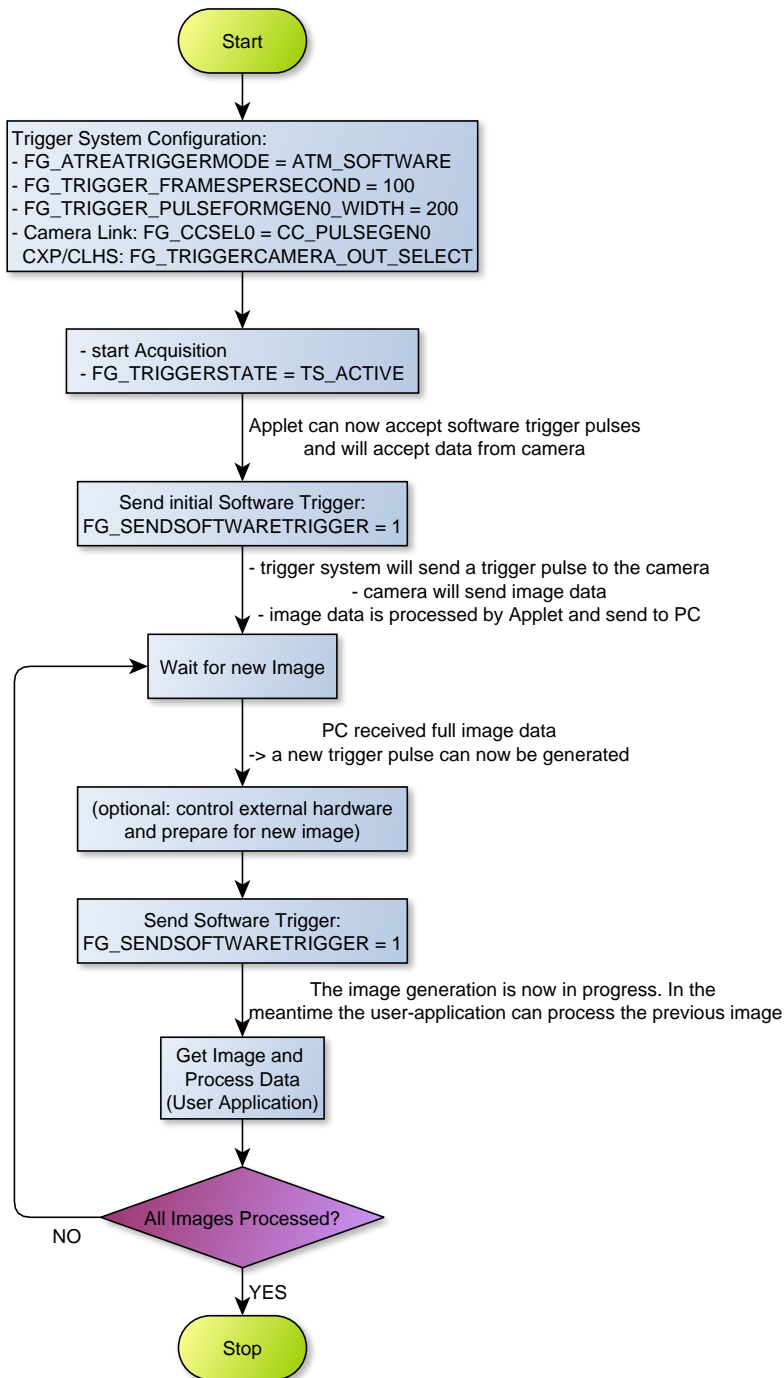 Start
Trigger System Configuration:
- FG_ATREATRIGGERMODE = ATM_SOFTWARE
- FG_TRIGGER_FRAMESPERSECOND = 100
- FG_TRIGGER_PULSEFORMGEN0_WIDTH = 200
- Camera Link: FG_CCSEL0 = CC_PULSEGEN0
CXP/CLHS: FG_TRIGGERCAMERA_OUT_SELECT
- start Acquisition
- FG_TRIGGERSTATE = TS_ACTIVE
Applet can now accept software trigger pulses
and will accept data from camera
Send initial Software Trigger:
FG_SENDSOFTWARETRIGGER = 1
- trigger system will send a trigger pulse to the camera
- camera will send image data
- image data is processed by Applet and send to PC
Wait for new Image
PC received full image data
-> a new trigger pulse can now be generated
(optional: control external hardware
and prepare for new image)
Send Software Trigger:
FG_SENDSOFTWARETRIGGER = 1
The image generation is now in progress. In the
meantime the user-application can process the previous image
Get Image and
Process Data
(User Application)
All Images Processed?
NO
YES
Stop